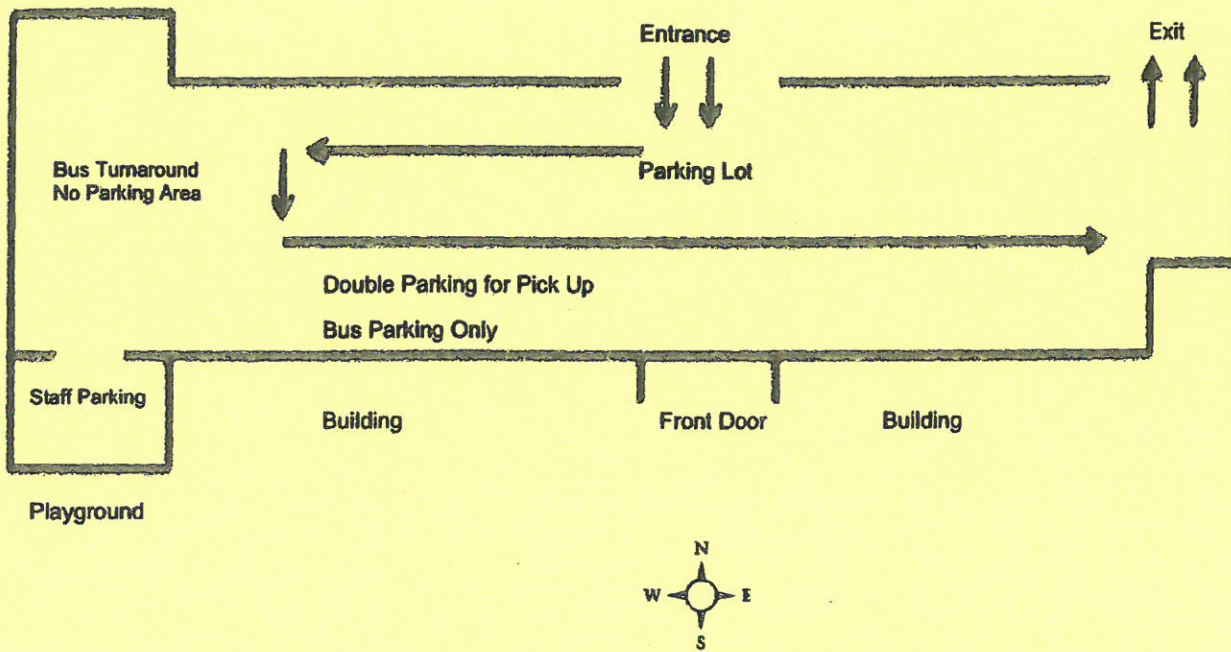 Entrance
Exit
Bus Turnaround
No Parking Area
Parking Lot
Double Parking for Pick Up
Bus Parking Only
Staff Parking
Building
Front Door
Building
Playground
N
W
E
S